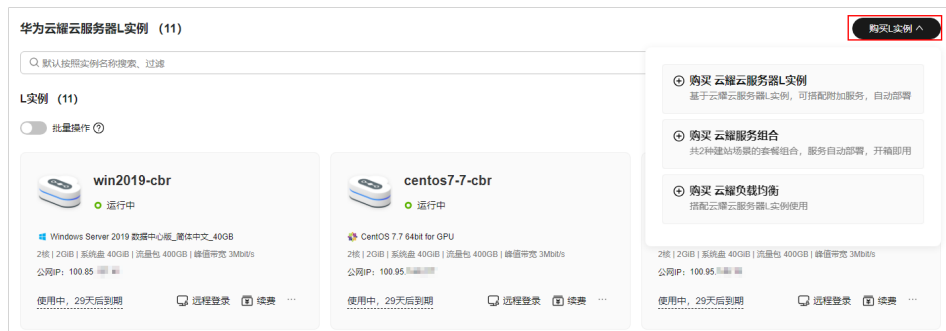 华为云耀云服务器L实例 (11)
购买L实例
默认按照实例名称搜索、过滤
购买 云耀云服务器L实例
基于云耀云服务器L实例，可搭配附加服务，自动部署
L实例 (11)
批量操作
购买 云耀服务组合
共2种建站场景的套餐组合，服务自动部署，开箱即用
购买 云耀负载均衡
搭配云耀云服务器L实例使用
win2019-cbr
运行中
Windows Server 2019 数据中心版_简体中文_40GB
2核 | 2GiB | 系统盘 40GiB | 流量包 400GB | 峰值带宽 3Mbit/s
公网IP: 100.85.
使用中，29天后到期
远程登录
续费
...
centos7-7-cbr
运行中
CentOS 7.7 64bit for GPU
2核 | 2GiB | 系统盘 40GiB | 流量包 400GB | 峰值带宽 3Mbit/s
公网IP: 100.95.
使用中，29天后到期
远程登录
续费
...
2核 | 2GiB | 系统盘 40GiB | 流量包 400GB | 峰值带宽 3Mbit/s
公网IP: 100.95.
使用中，29天后到期
远程登录
续费
...